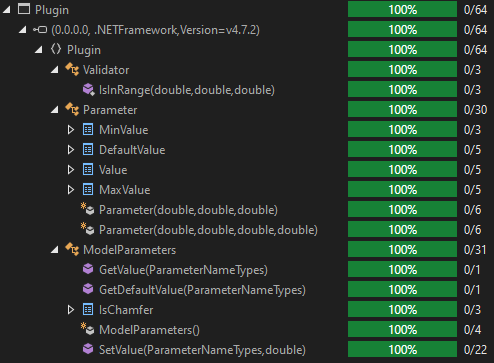 Plugin 100% 0/64
(0.0.0.0, .NETFramework,Version=v4.7.2) 100% 0/64
Plugin 100% 0/64
Validator 100% 0/3
IsInRange(double,double,double) 100% 0/3
Parameter 100% 0/30
MinValue 100% 0/3
DefaultValue 100% 0/5
Value 100% 0/5
MaxValue 100% 0/5
Parameter(double,double,double) 100% 0/6
Parameter(double,double,double,double) 100% 0/6
ModelParameters 100% 0/31
GetValue(ParameterNameTypes) 100% 0/1
GetDefaultValue(ParameterNameTypes) 100% 0/1
IsChamfer 100% 0/3
ModelParameters() 100% 0/4
SetValue(ParameterNameTypes,double) 100% 0/22